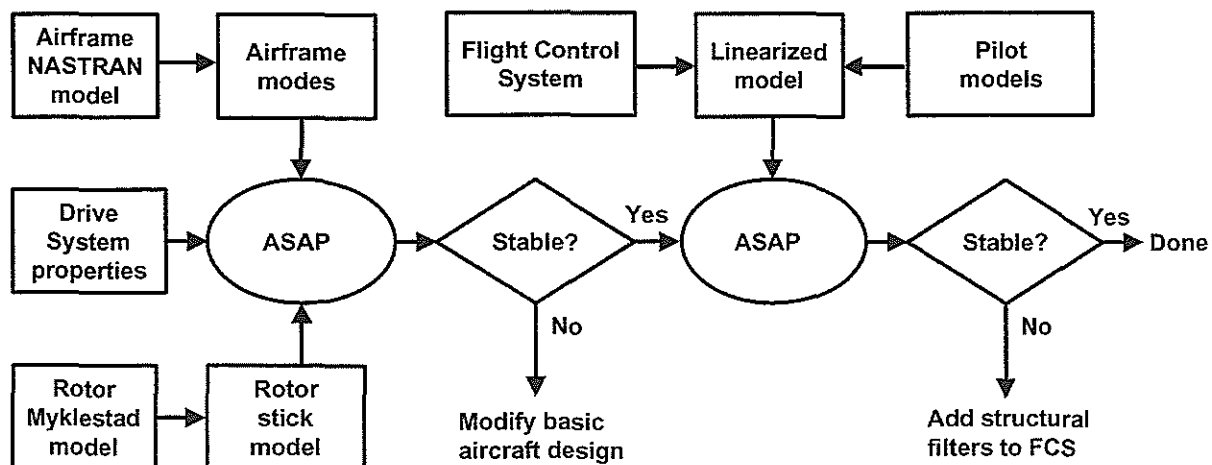 Airframe
NASTRAN
model
Airframe
modes
Flight Control
System
Linearized
model
Pilot
models
Drive
System
properties
ASAP
Stable?
Yes
No
ASAP
Stable?
Yes
Done
No
Rotor
Myklestad
model
Rotor
stick
model
Modify basic
aircraft design
Add structural
filters to FCS